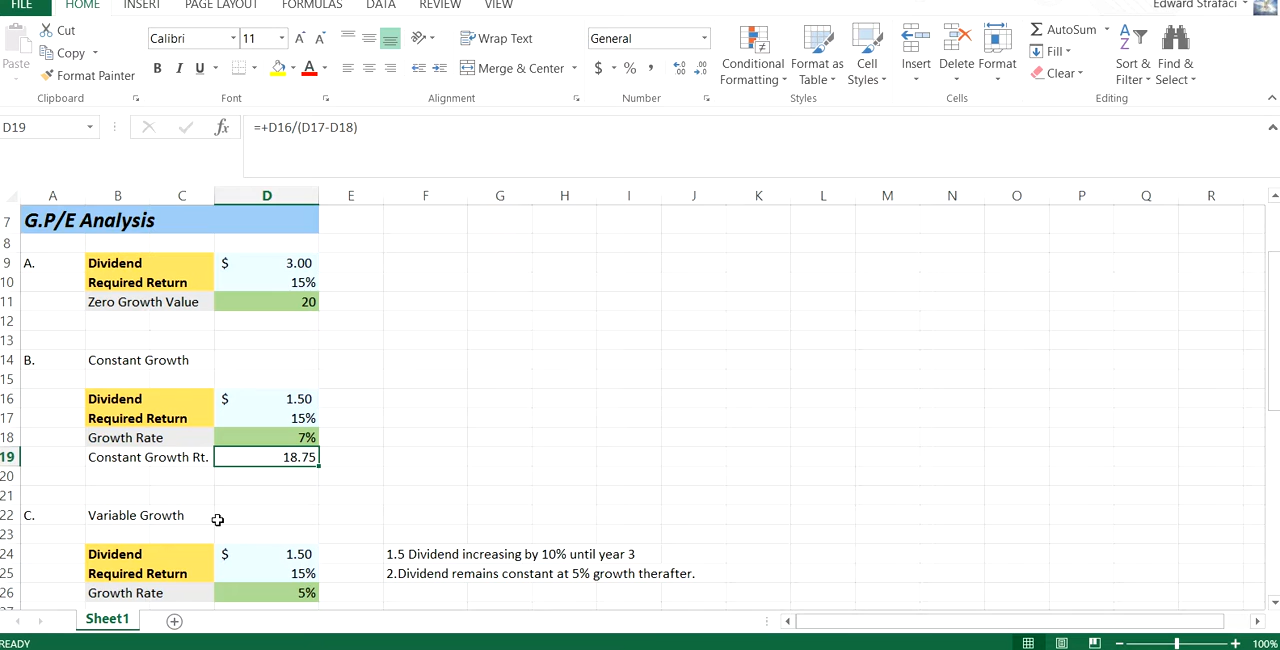 Edward Strafaci
FILE HOME INSERT PAGE LAYOUT FORMULAS DATA REVIEW VIEW
Cut
Copy
Format Painter
Paste
Clipboard
Calibri 11
B I U A
Font
Wrap Text
Merge & Center
Alignment
General
$ % ,
Number
Conditional Formatting
Format as Table
Cell Styles
Styles
Insert Delete Format
Cells
AutoSum
Fill
Clear
Sort & Filter
Find & Select
Editing
D19 fx =+D16/(D17-D18)
A B C D E F G H I J K L M N O P Q R
7 G.P/E Analysis
8
9 A. Dividend $ 3.00
10 Required Return 15%
11 Zero Growth Value 20
12
13
14 B. Constant Growth
15
16 Dividend $ 1.50
17 Required Return 15%
18 Growth Rate 7%
19 Constant Growth Rt. 18.75
20
21
22 C. Variable Growth
23
24 Dividend $ 1.50 1.5 Dividend increasing by 10% until year 3
25 Required Return 15% 2.Dividend remains constant at 5% growth therafter.
26 Growth Rate 5%
Sheet1
READY 100%